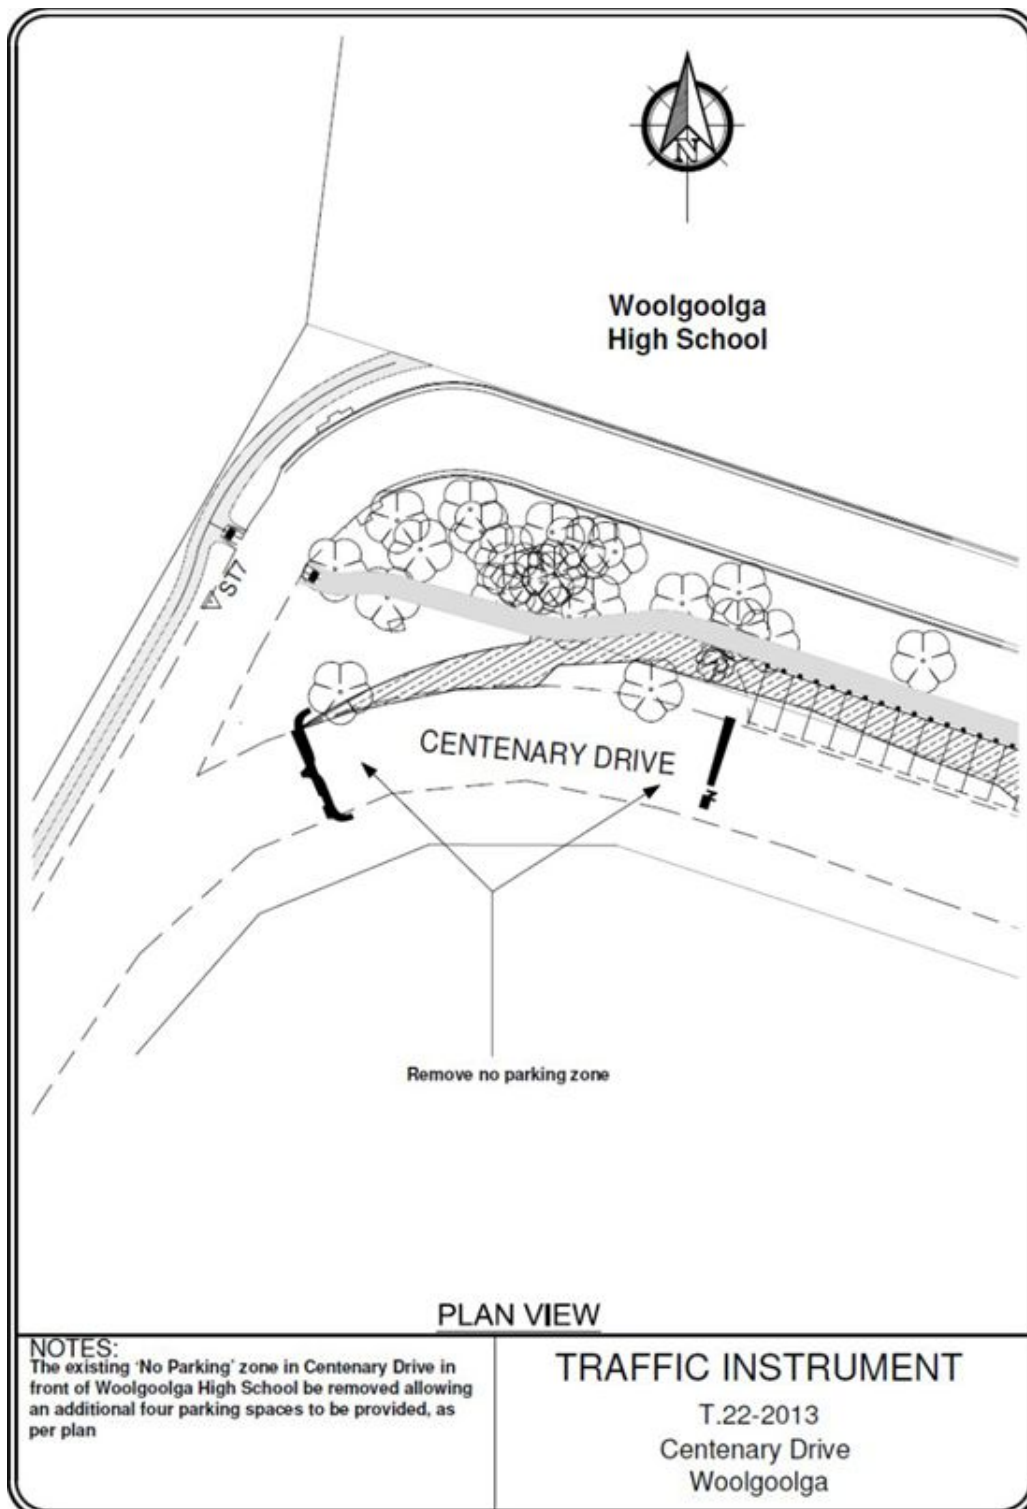 N
Woolgoolga
High School
S17
CENTENARY DRIVE
Remove no parking zone
PLAN VIEW
NOTES:
The existing 'No Parking' zone in Centenary Drive in
front of Woolgoolga High School be removed allowing
an additional four parking spaces to be provided, as
per plan
TRAFFIC INSTRUMENT
T.22-2013
Centenary Drive
Woolgoolga